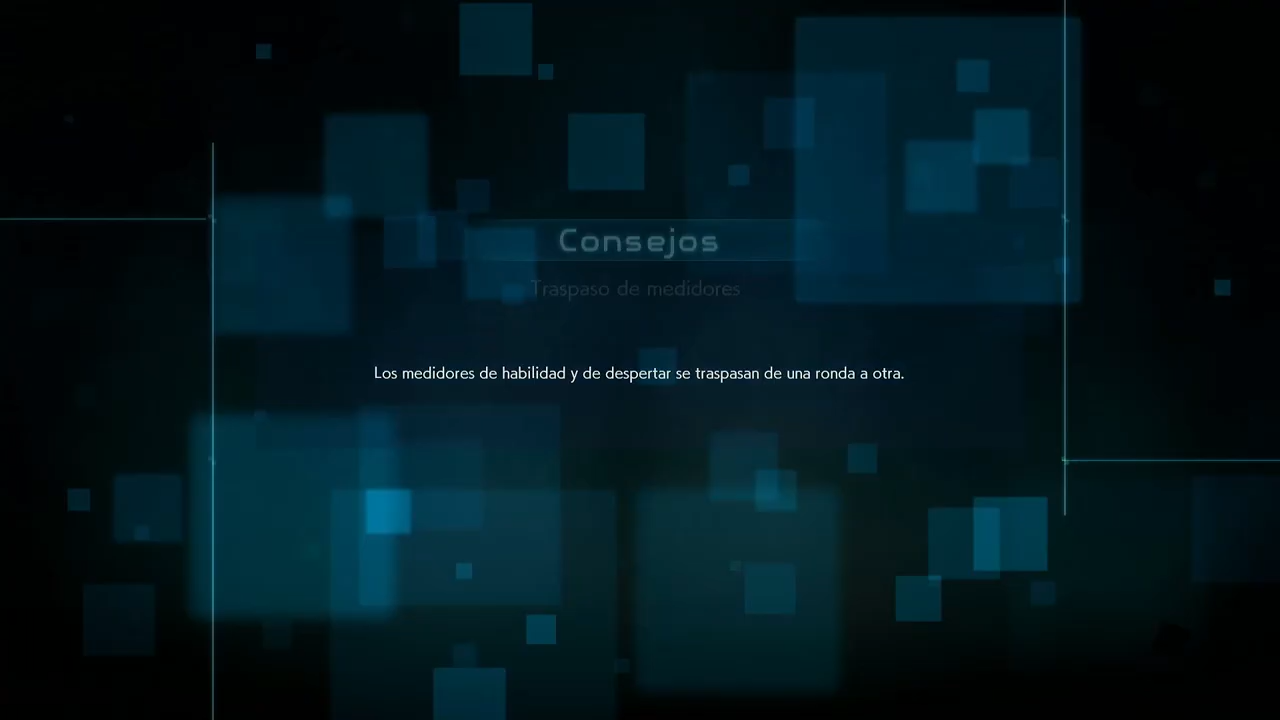 Consejos
Traspaso de medidores
Los medidores de habilidad y de despertar se traspasan de una ronda a otra.